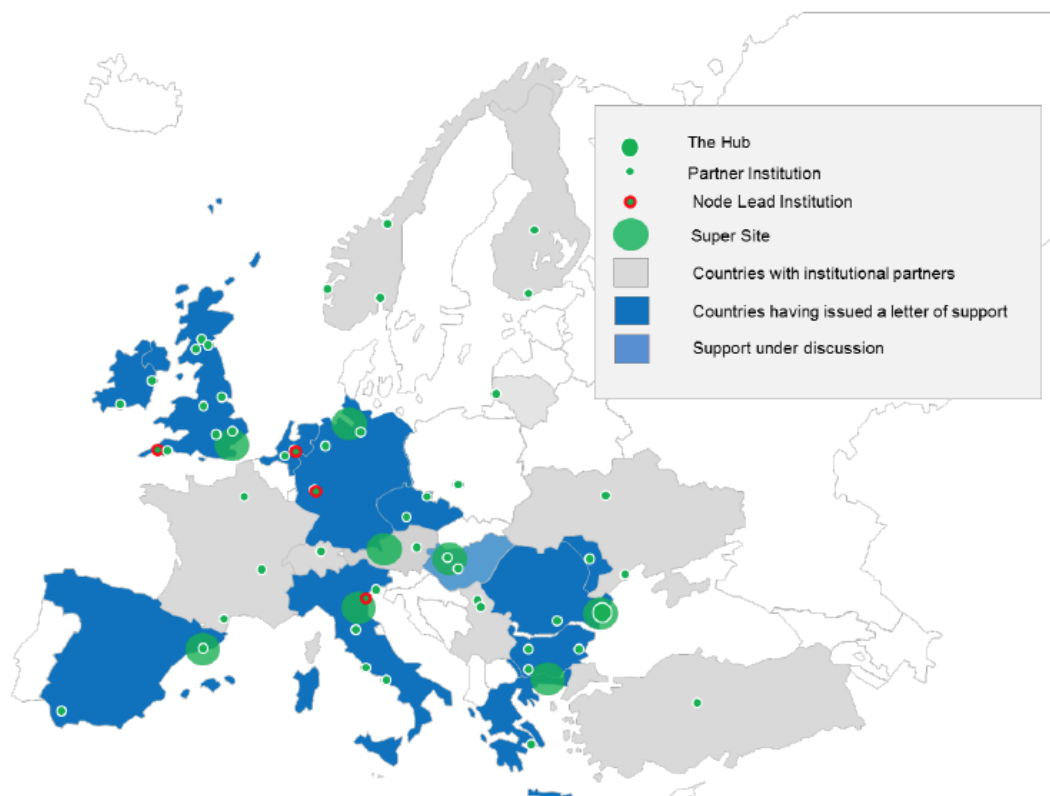 The Hub
Partner Institution
Node Lead Institution
Super Site
Countries with institutional partners
Countries having issued a letter of support
Support under discussion